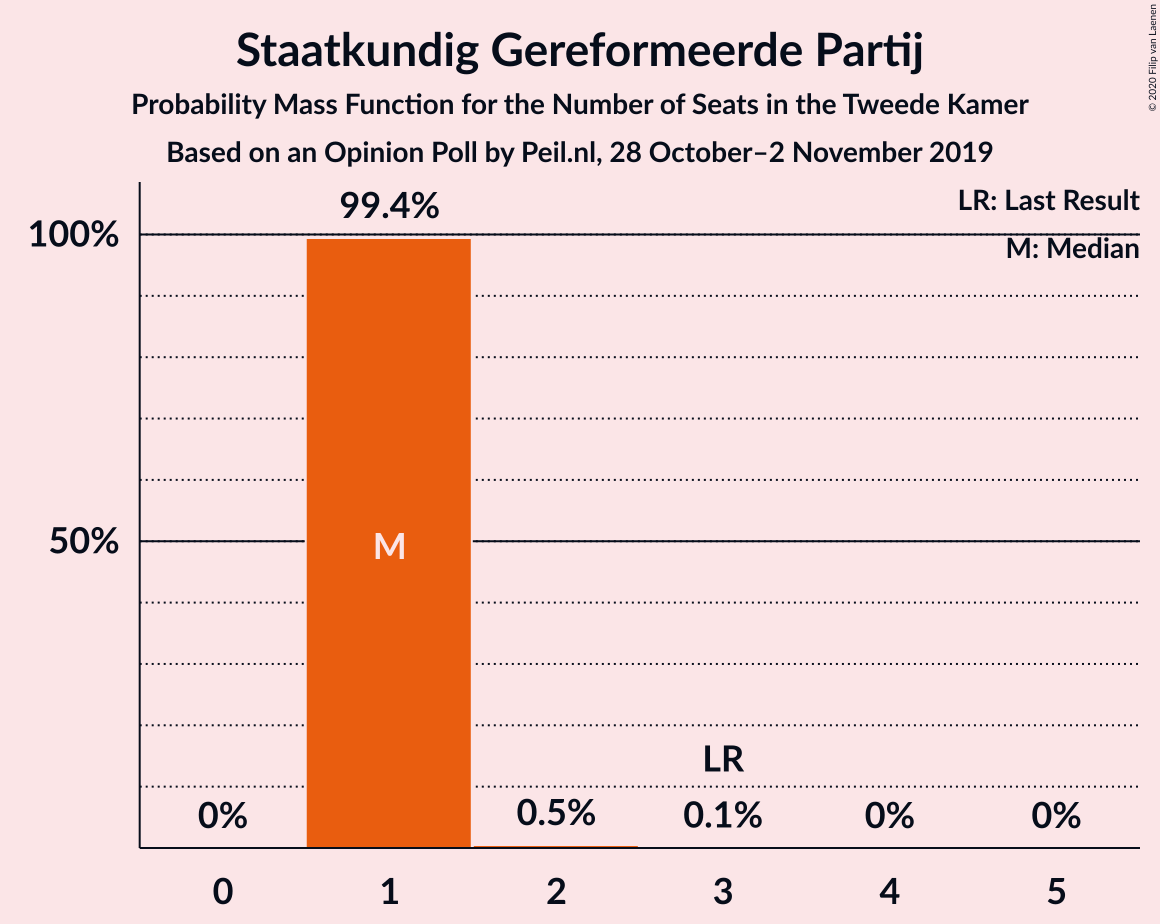 Staatkundig Gereformeerde Partij
Probability Mass Function for the Number of Seats in the Tweede Kamer
Based on an Opinion Poll by Peil.nl, 28 October–2 November 2019
© 2020 Filip van Laenen
LR: Last Result
M: Median
99.4%
100%
50%
M
LR
0%
0.5%
0.1%
0%
0%
0
1
2
3
4
5